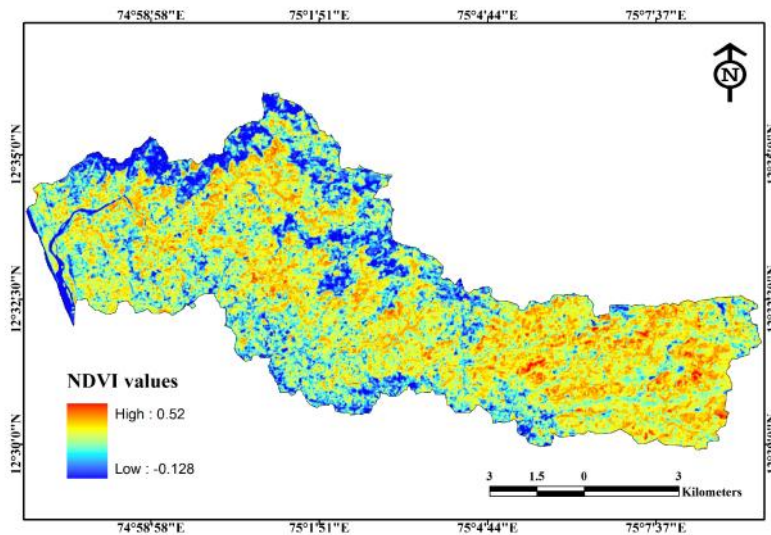 74°58'58"E 75°1'51"E 75°4'44"E 75°7'37"E
N
12°35'0"N
12°32'30"N
12°30'0"N
NDVI values
High : 0.52
Low : -0.128
3 1.5 0 3
Kilometers
74°58'58"E 75°1'51"E 75°4'44"E 75°7'37"E